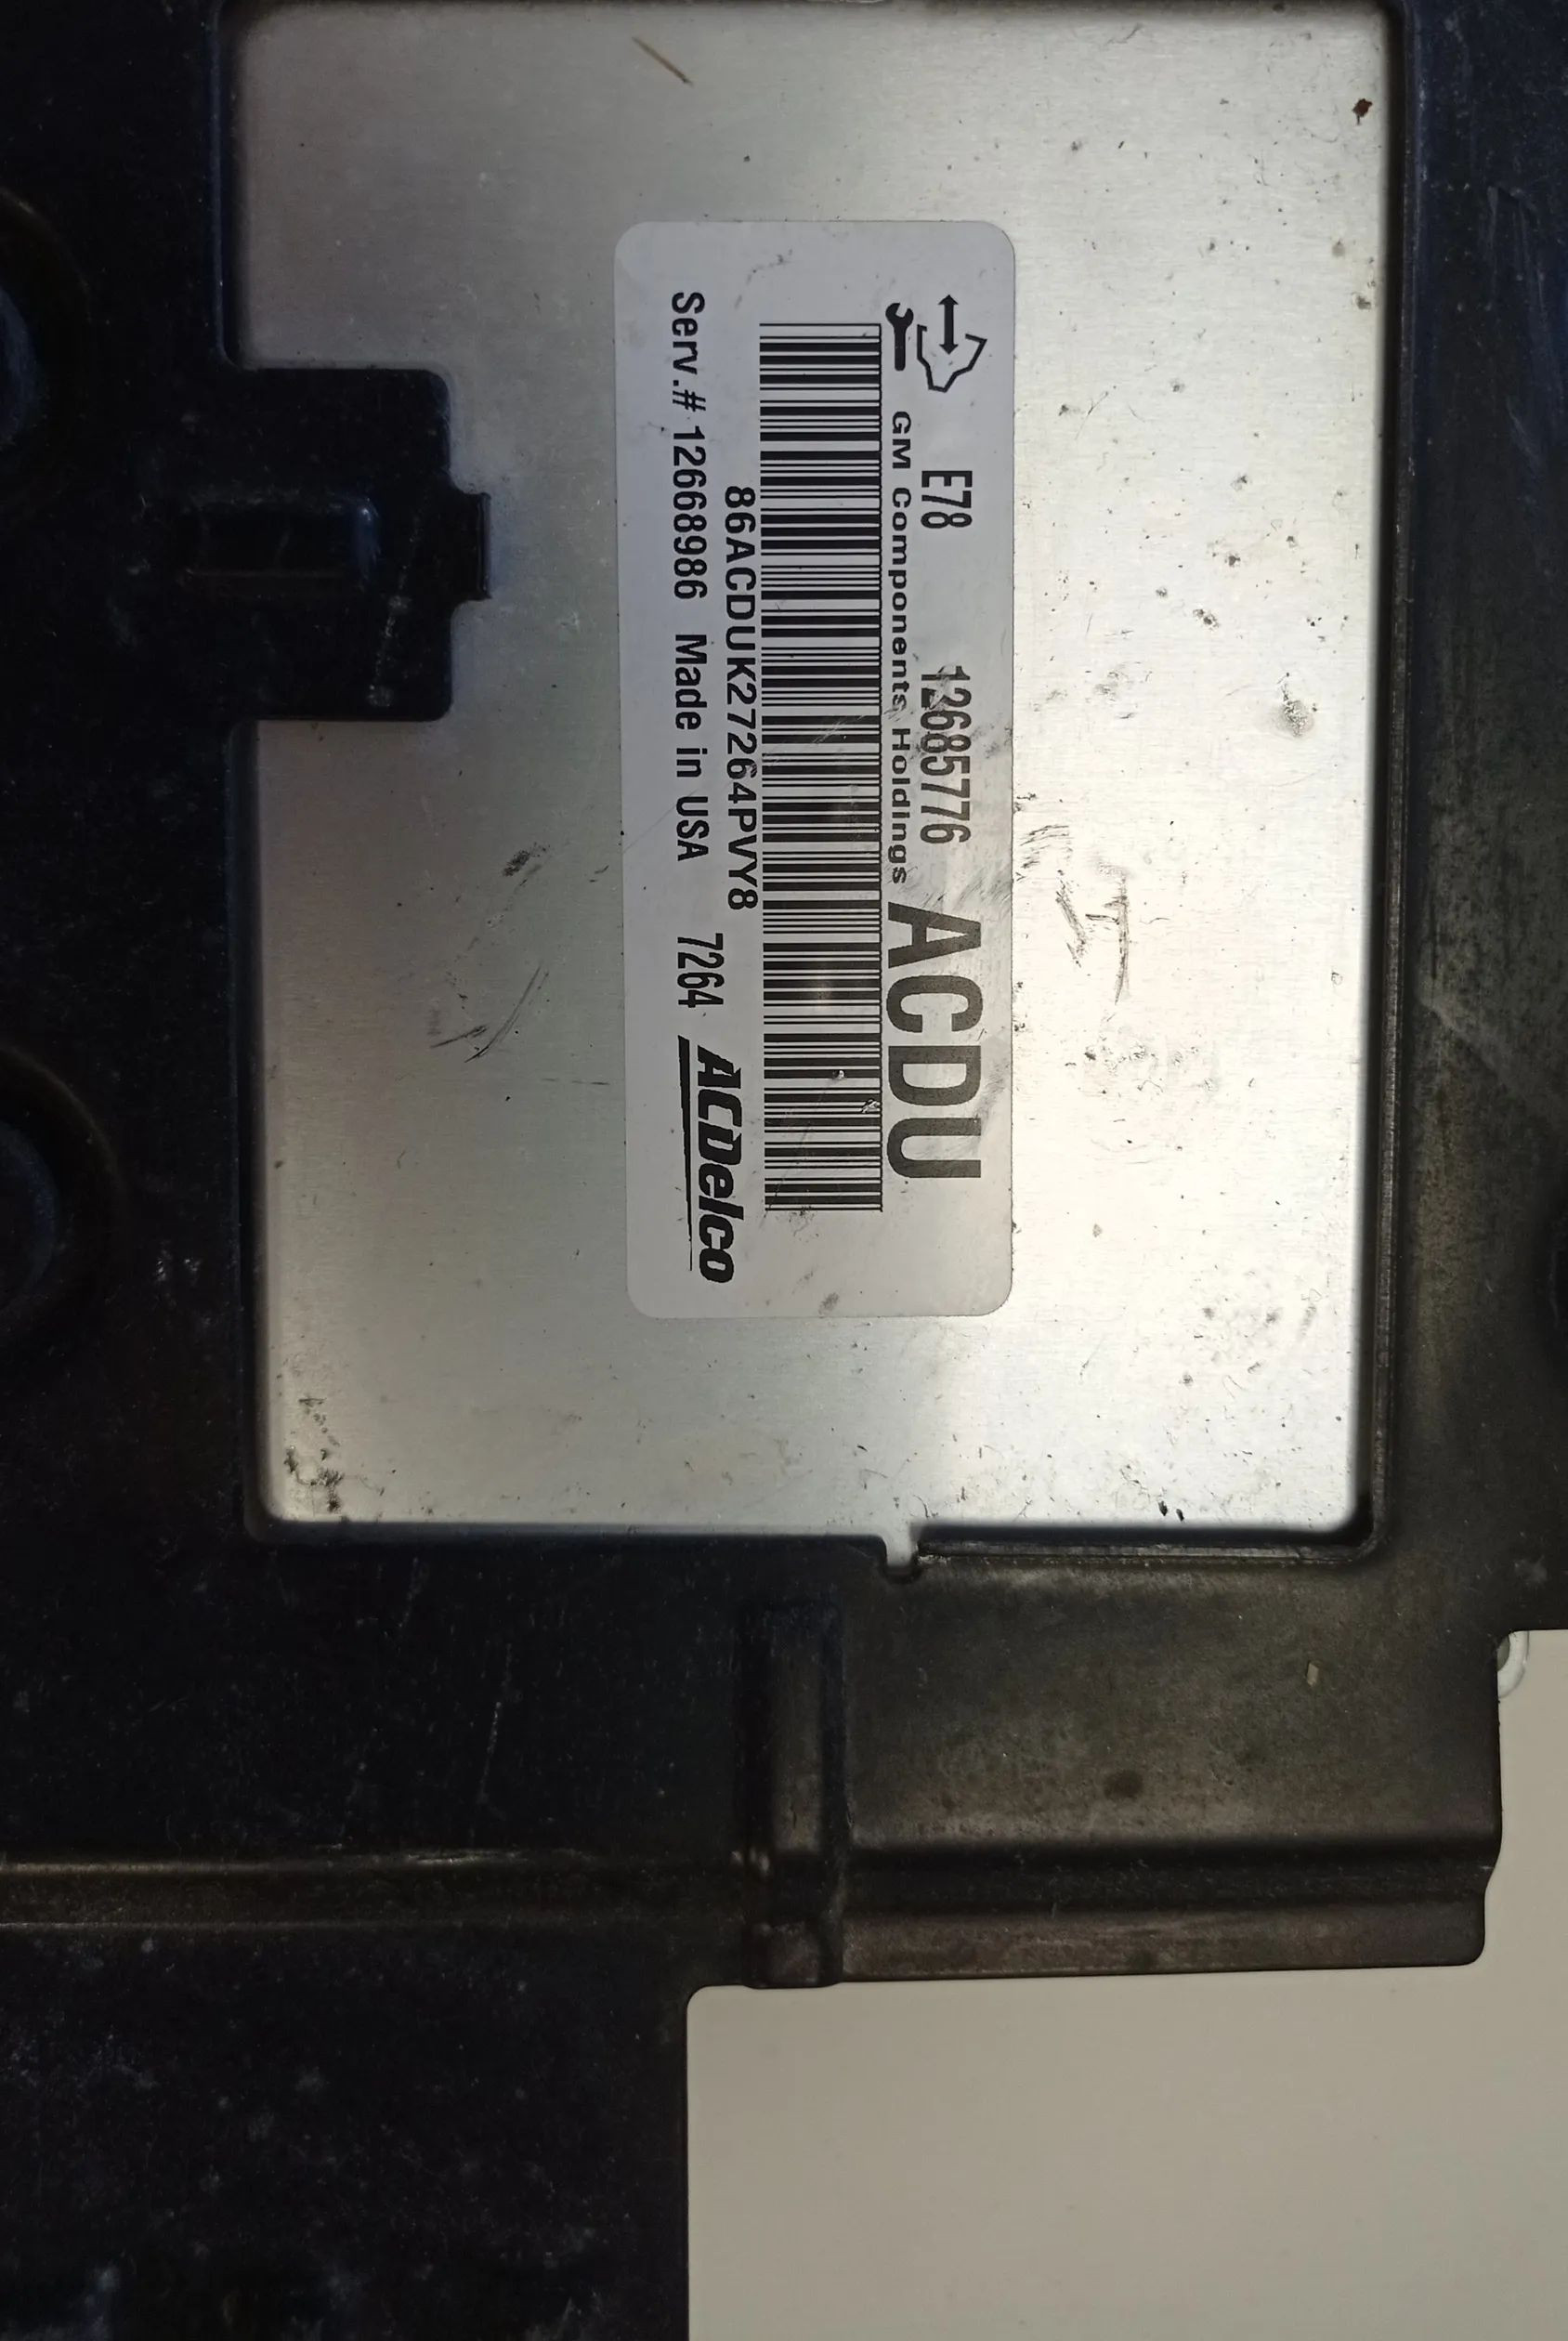 E78 12685776 ACDU
GM Components Holdings
86ACDUK27264PVY8
Serv.# 12668986 Made in USA 7264 ACDelco